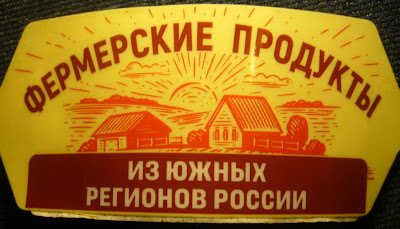 ФЕРМЕРСКИЕ ПРОДУКТЫ
ИЗ ЮЖНЫХ
РЕГИОНОВ РОССИИ